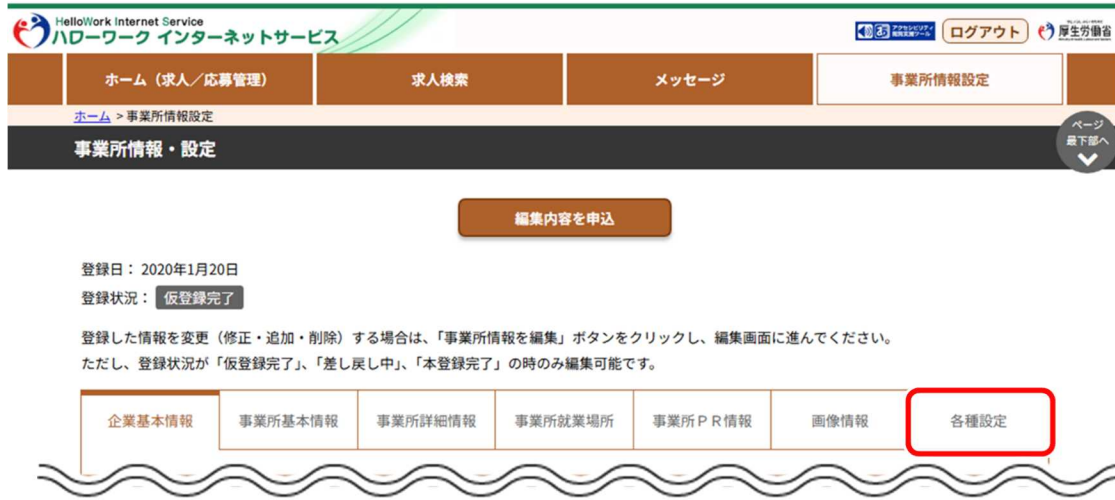 HelloWork Internet Service
ハローワーク インターネットサービス
ログアウト
厚生労働省
ホーム（求人／応募管理）
求人検索
メッセージ
事業所情報設定
ホーム > 事業所情報設定
ページ
最下部へ
事業所情報・設定
編集内容を申込
登録日： 2020年1月20日
登録状況： 仮登録完了
登録した情報を変更（修正・追加・削除）する場合は、「事業所情報を編集」ボタンをクリックし、編集画面に進んでください。
ただし、登録状況が「仮登録完了」、「差し戻し中」、「本登録完了」の時のみ編集可能です。
企業基本情報
事業所基本情報
事業所詳細情報
事業所就業場所
事業所ＰＲ情報
画像情報
各種設定